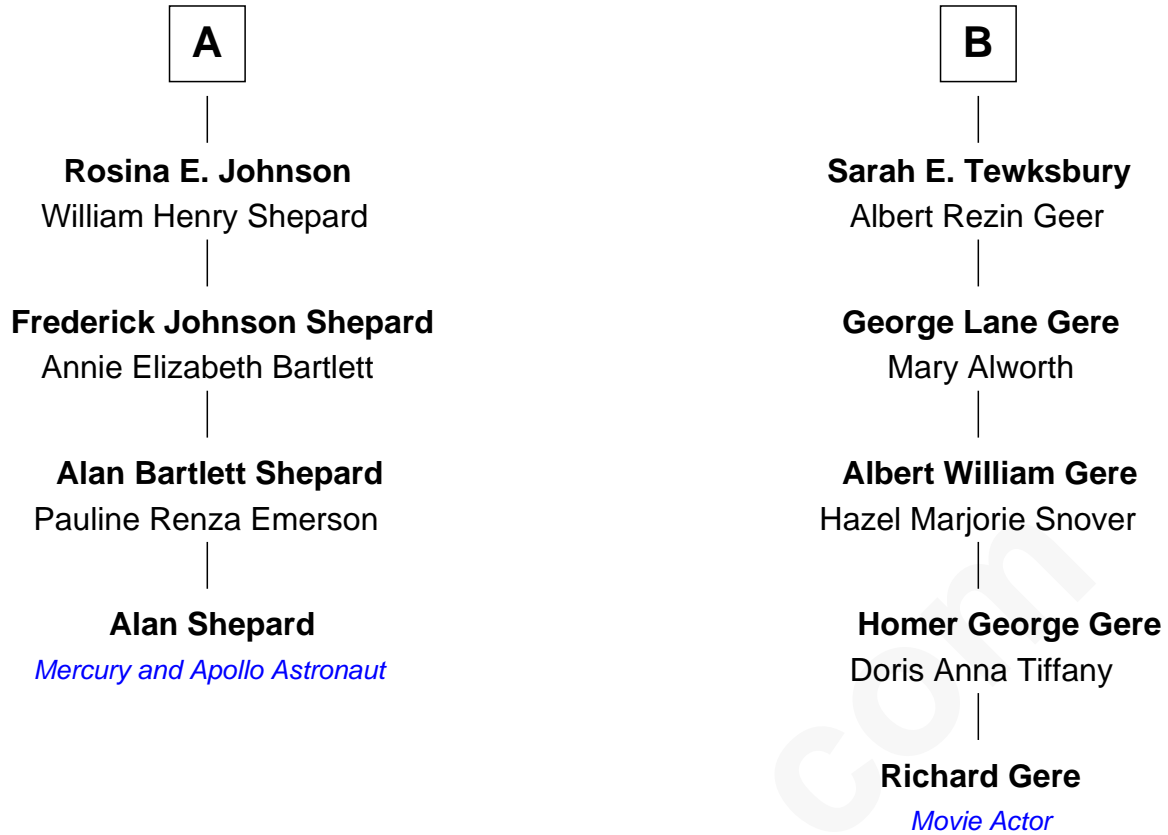 A
Rosina E. Johnson
William Henry Shepard
Frederick Johnson Shepard
Annie Elizabeth Bartlett
Alan Bartlett Shepard
Pauline Renza Emerson
Alan Shepard
Mercury and Apollo Astronaut
B
Sarah E. Tewksbury
Albert Rezin Geer
George Lane Gere
Mary Alworth
Albert William Gere
Hazel Marjorie Snover
Homer George Gere
Doris Anna Tiffany
Richard Gere
Movie Actor
com